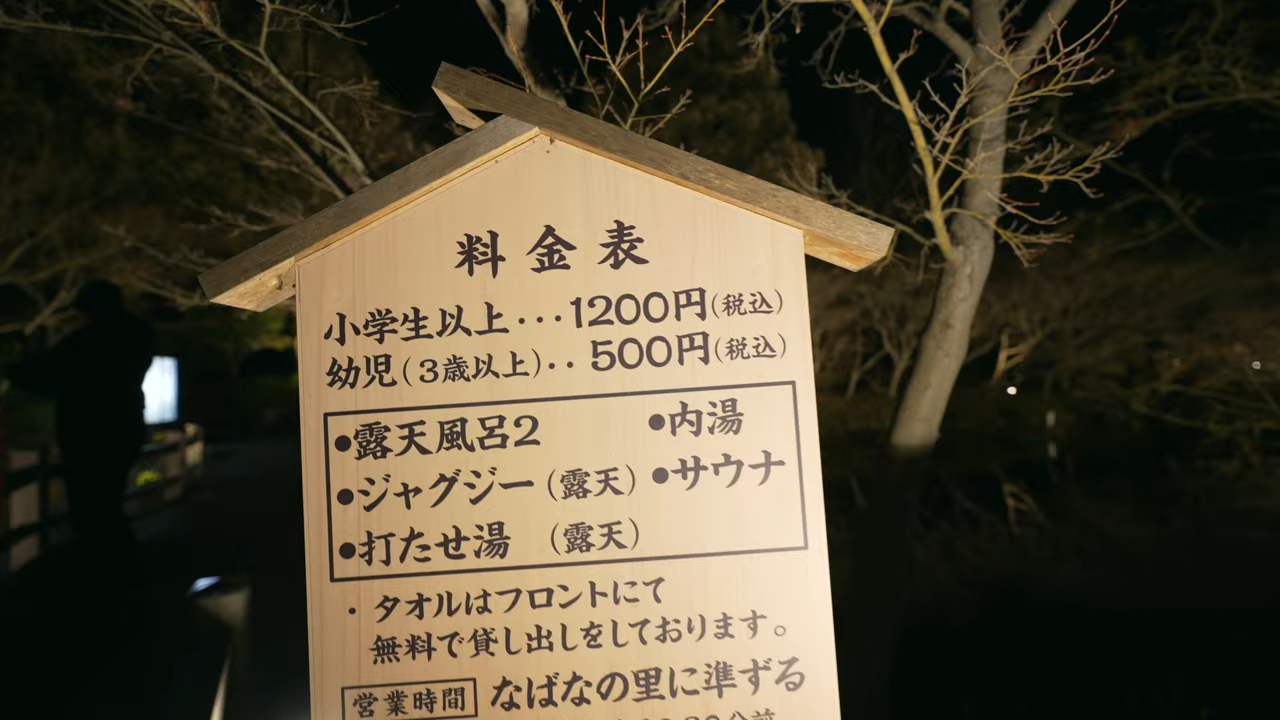 料金表
小学生以上・・・1200円(税込)
幼児(3歳以上)・・500円(税込)
●露天風呂2 ●内湯
●ジャグジー(露天) ●サウナ
●打たせ湯 (露天)
・タオルはフロントにて
無料で貸し出しをしております。
営業時間 なばなの里に準ずる